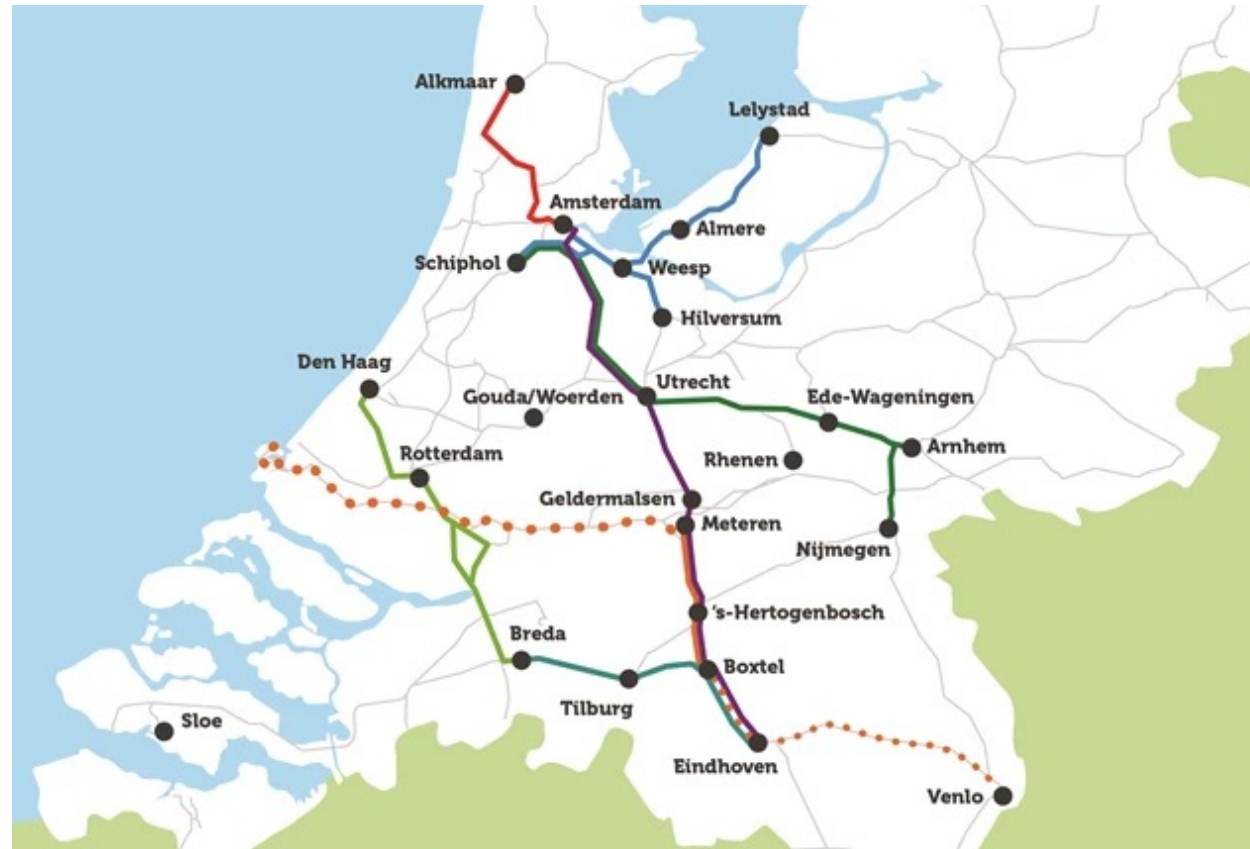 Alkmaar
Lelystad
Amsterdam
Almere
Schiphol
Weesp
Hilversum
Den Haag
Utrecht
Gouda/Woerden
Ede-Wageningen
Rotterdam
Rhenen
Arnhem
Geldermalsen
Meteren
Nijmegen
's-Hertogenbosch
Breda
Boxtel
Tilburg
Sloe
Eindhoven
Venlo